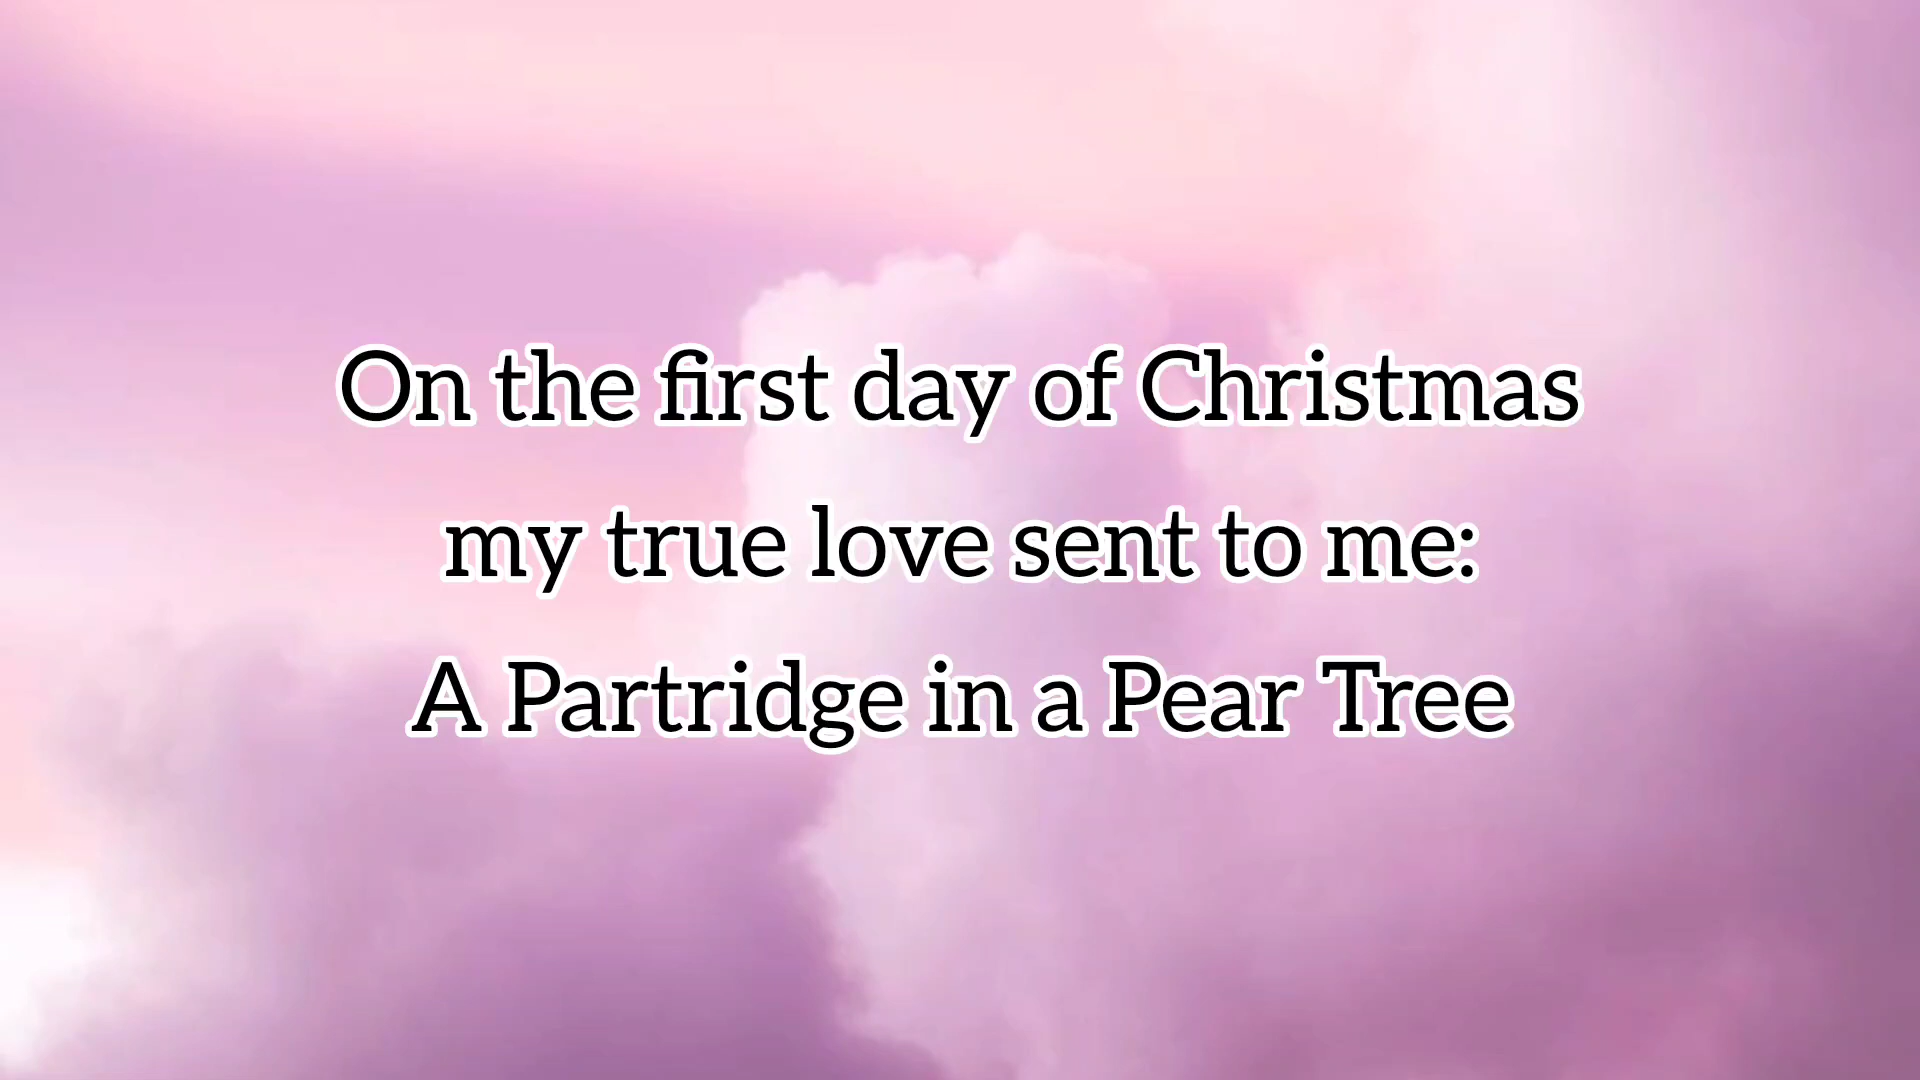 On the first day of Christmas
my true love sent to me:
A Partridge in a Pear Tree